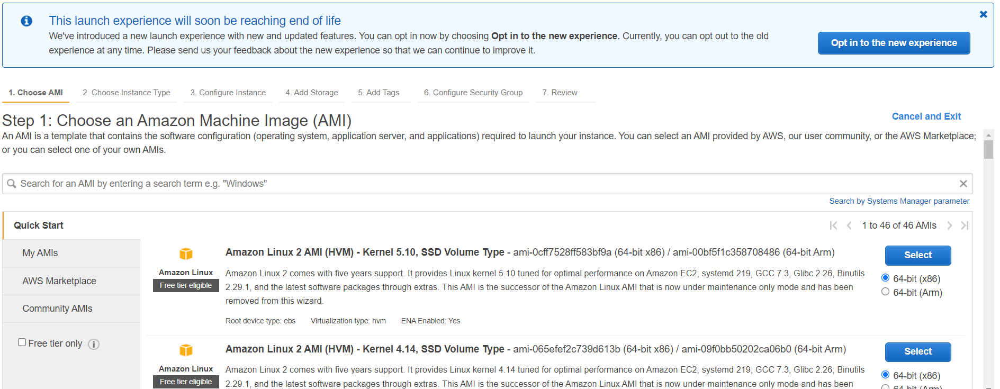 This launch experience will soon be reaching end of life
We've introduced a new launch experience with new and updated features. You can opt in now by choosing Opt in to the new experience. Currently, you can opt out to the old
experience at any time. Please send us your feedback about the new experience so that we can continue to improve it.
Opt in to the new experience
1. Choose AMI 2. Choose Instance Type 3. Configure Instance 4. Add Storage 5. Add Tags 6. Configure Security Group 7. Review
Step 1: Choose an Amazon Machine Image (AMI)
Cancel and Exit
An AMI is a template that contains the software configuration (operating system, application server, and applications) required to launch your instance. You can select an AMI provided by AWS, our user community, or the AWS Marketplace;
or you can select one of your own AMIs.
Search for an AMI by entering a search term e.g. "Windows"
Search by Systems Manager parameter
Quick Start
1 to 46 of 46 AMIs
My AMIs
AWS Marketplace
Community AMIs
Free tier only
Amazon Linux
Free tier eligible
Amazon Linux 2 AMI (HVM) - Kernel 5.10, SSD Volume Type - ami-0cff7528ff583bf9a (64-bit x86) / ami-00bf5f1c358708486 (64-bit Arm)
Amazon Linux 2 comes with five years support. It provides Linux kernel 5.10 tuned for optimal performance on Amazon EC2, systemd 219, GCC 7.3, Glibc 2.26, Binutils
2.29.1, and the latest software packages through extras. This AMI is the successor of the Amazon Linux AMI that is now under maintenance only mode and has been
removed from this wizard.
Root device type: ebs Virtualization type: hvm ENA Enabled: Yes
Select
64-bit (x86)
64-bit (Arm)
Amazon Linux
Free tier eligible
Amazon Linux 2 AMI (HVM) - Kernel 4.14, SSD Volume Type - ami-065efef2c739d613b (64-bit x86) / ami-09f0bb50202ca06b0 (64-bit Arm)
Amazon Linux 2 comes with five years support. It provides Linux kernel 4.14 tuned for optimal performance on Amazon EC2, systemd 219, GCC 7.3, Glibc 2.26, Binutils
2.29.1, and the latest software packages through extras. This AMI is the successor of the Amazon Linux AMI that is now under maintenance only mode and has been
Select
64-bit (x86)
64-bit (Arm)